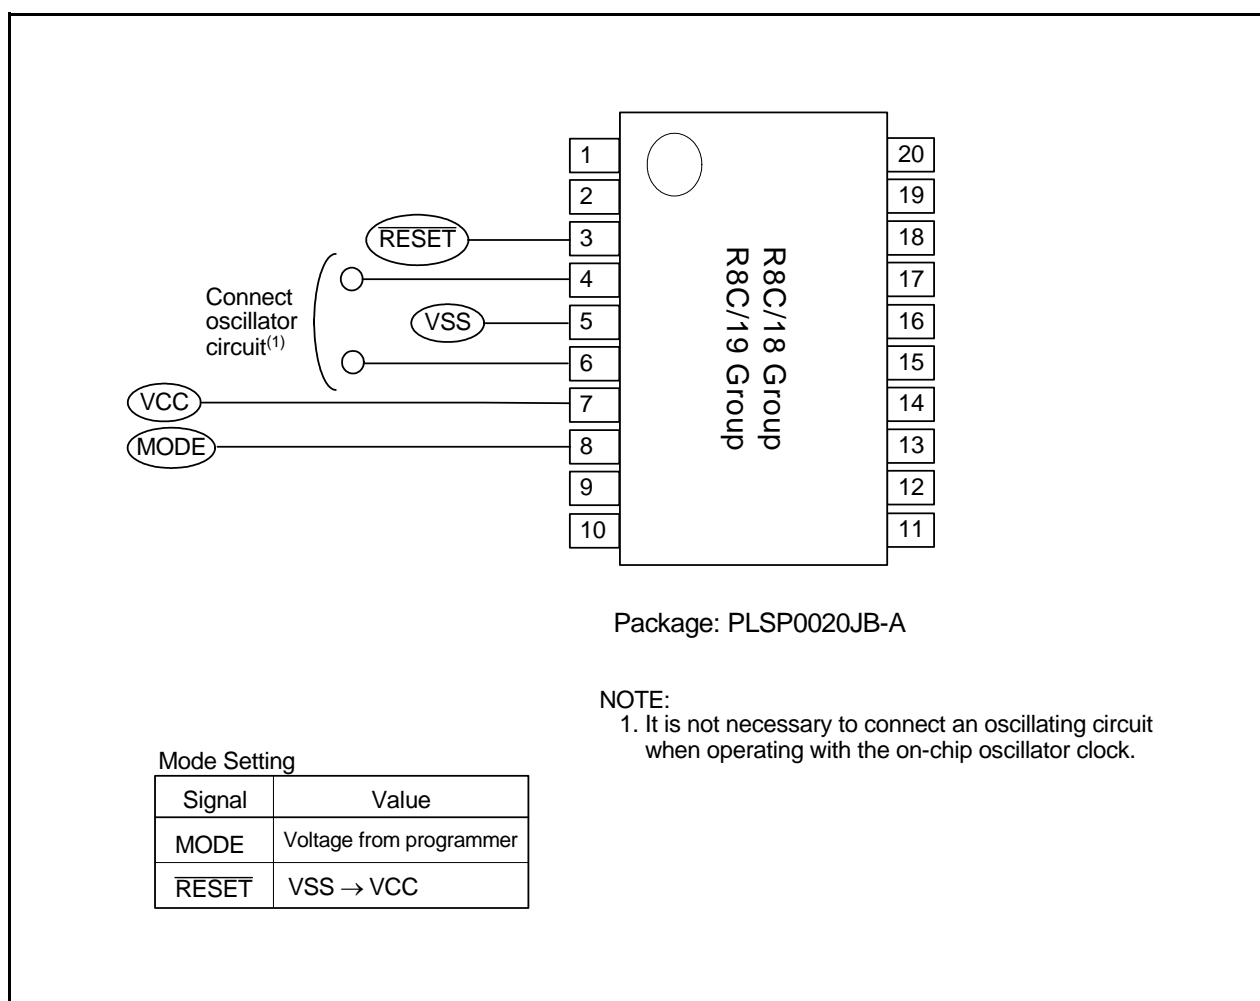 1
2
3
4
5
6
7
8
9
10
20
19
18
17
16
15
14
13
12
11
RESET
Connect
oscillator
circuit(1)
VSS
VCC
MODE
R8C/18 Group
R8C/19 Group
Package: PLSP0020JB-A
NOTE:
1. It is not necessary to connect an oscillating circuit
when operating with the on-chip oscillator clock.
Mode Setting
Signal Value
MODE Voltage from programmer
RESET VSS → VCC